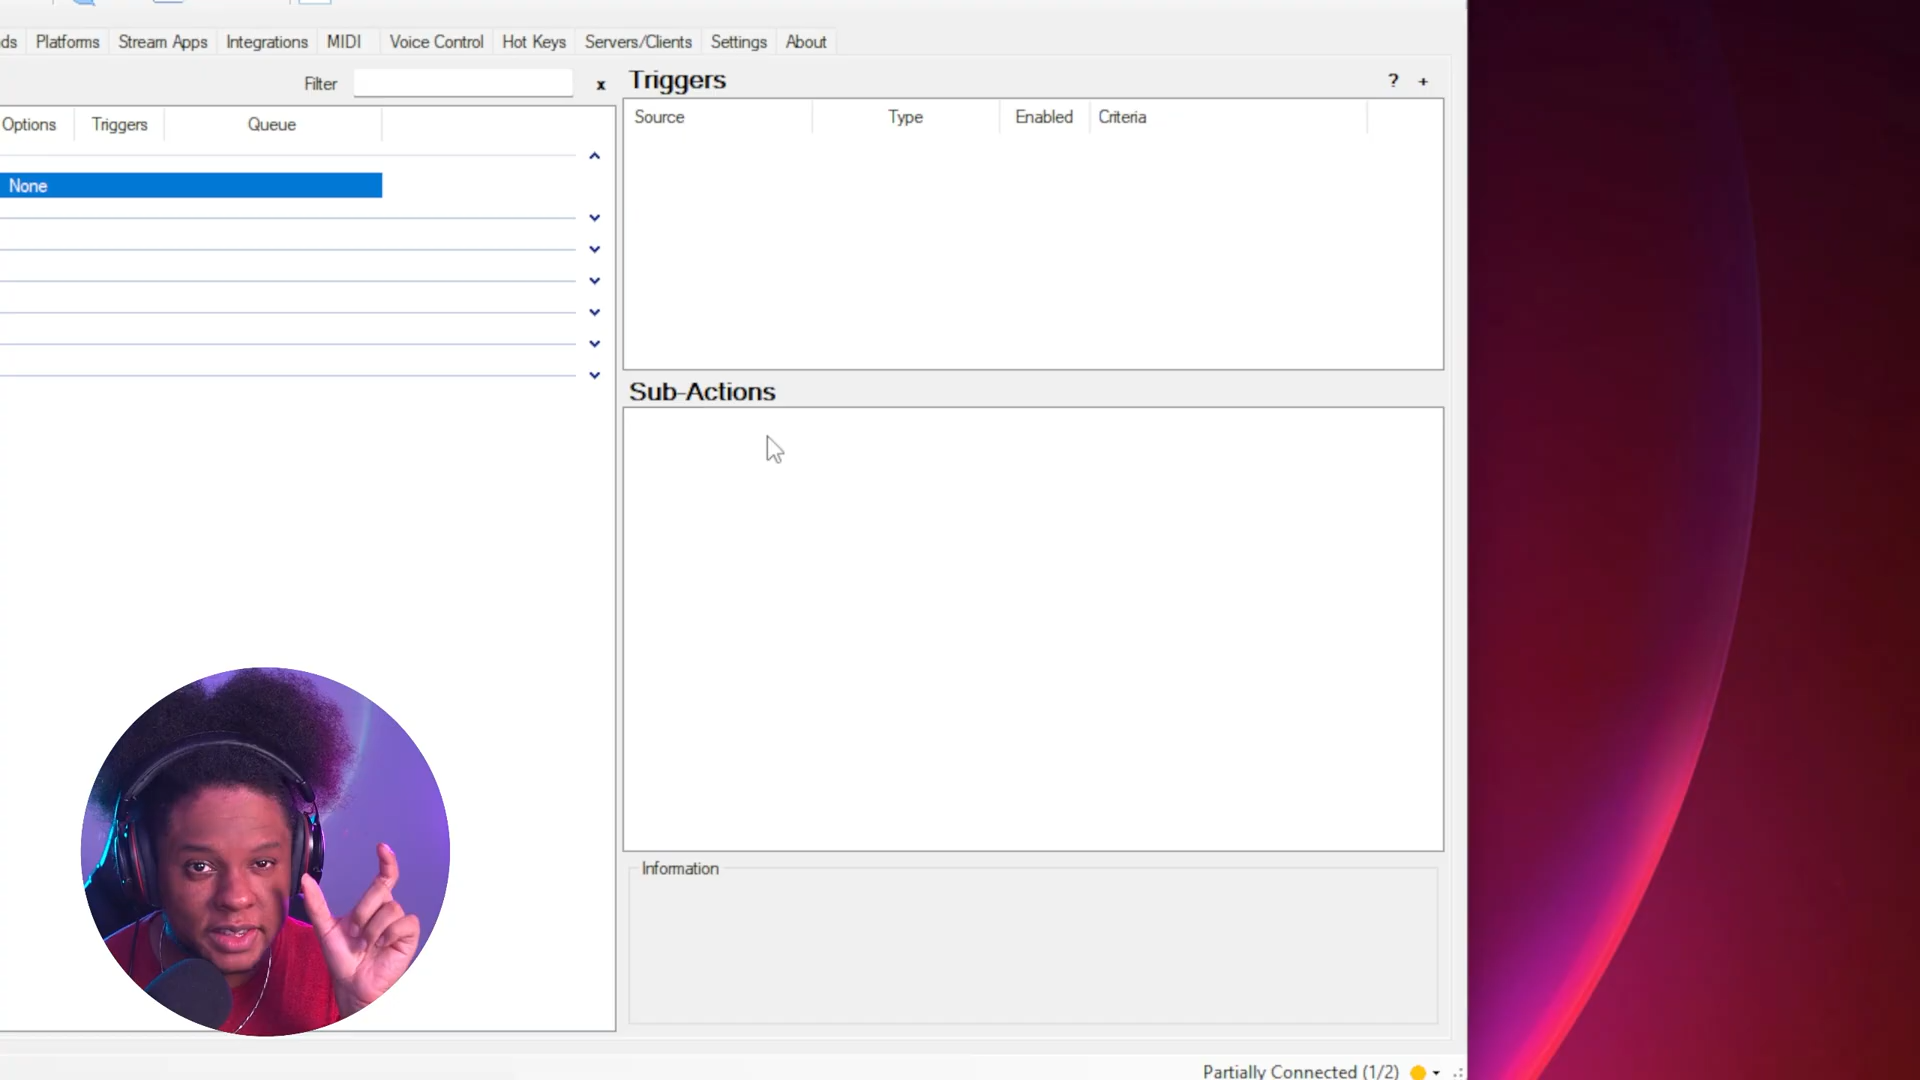 ds Platforms Stream Apps Integrations MIDI Voice Control Hot Keys Servers/Clients Settings About
Filter x
Options Triggers Queue
None
Triggers ? +
Source Type Enabled Criteria
Sub-Actions
Information
Partially Connected (1/2)